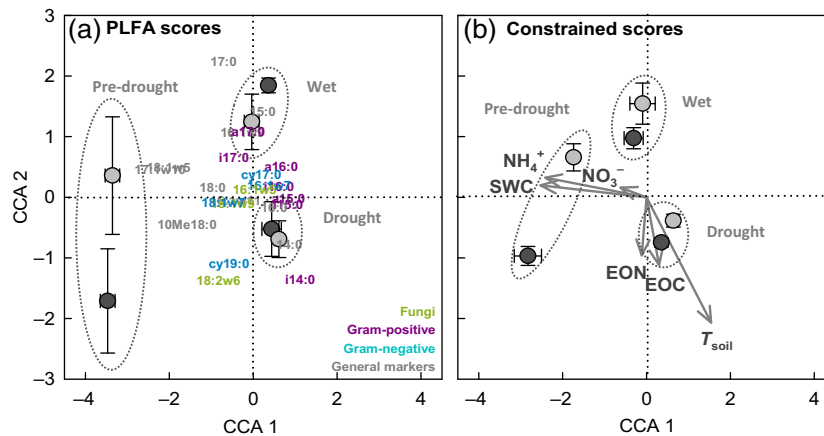 (a) PLFA scores
(b) Constrained scores
3
2
1
0
−1
−2
−3
CCA 2
17:0
Pre-drought
Wet
15:0
a17:0
i17:0
a16:0
cy17:0
18:0
10Me18:0
Drought
14:0
cy19:0
18:2w6
i14:0
Fungi
Gram-positive
Gram-negative
General markers
−4 −2 0 2 4
CCA 1
Pre-drought
Wet
NH₄⁺
SWC
NO₃⁻
Drought
EON
EOC
T soil
−4 −2 0 2 4
CCA 1